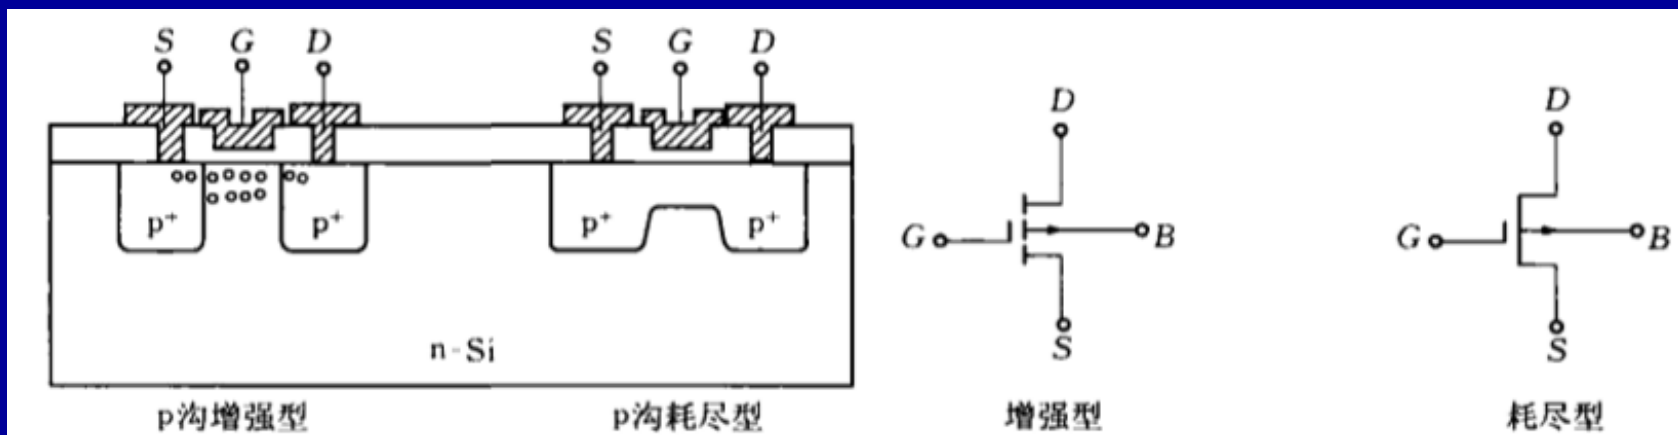 S G D S G D
D D
p⁺ p⁺ p⁺ p⁺
G B G B
n-Si
S S
p沟增强型 p沟耗尽型 增强型 耗尽型